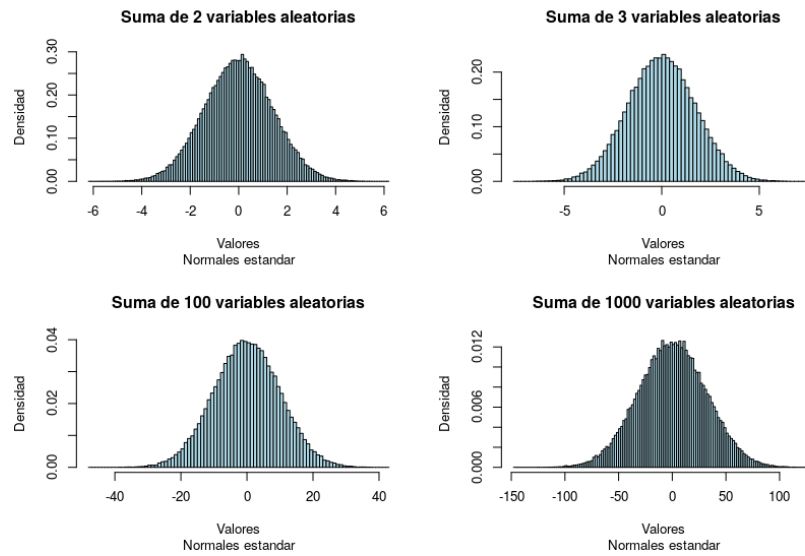 Suma de 2 variables aleatorias
Densidad
0.00 0.10 0.20 0.30
-6 -4 -2 0 2 4 6
Valores
Normales estandar
Suma de 3 variables aleatorias
Densidad
0.00 0.10 0.20
-5 0 5
Valores
Normales estandar
Suma de 100 variables aleatorias
Densidad
0.00 0.02 0.04
-40 -20 0 20 40
Valores
Normales estandar
Suma de 1000 variables aleatorias
Densidad
0.000 0.006 0.012
-150 -100 -50 0 50 100
Valores
Normales estandar